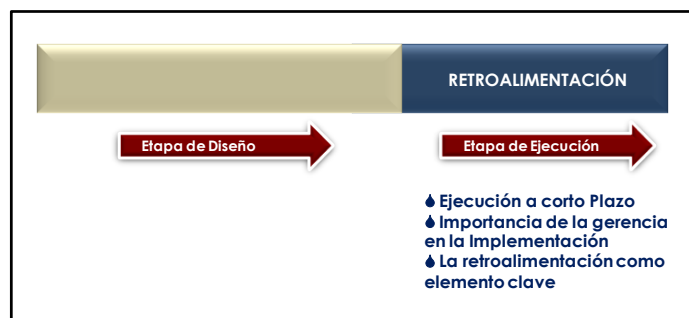 RETROALIMENTACIÓN
Etapa de Diseño
Etapa de Ejecución
Ejecución a corto Plazo
Importancia de la gerencia
en la Implementación
La retroalimentación como
elemento clave